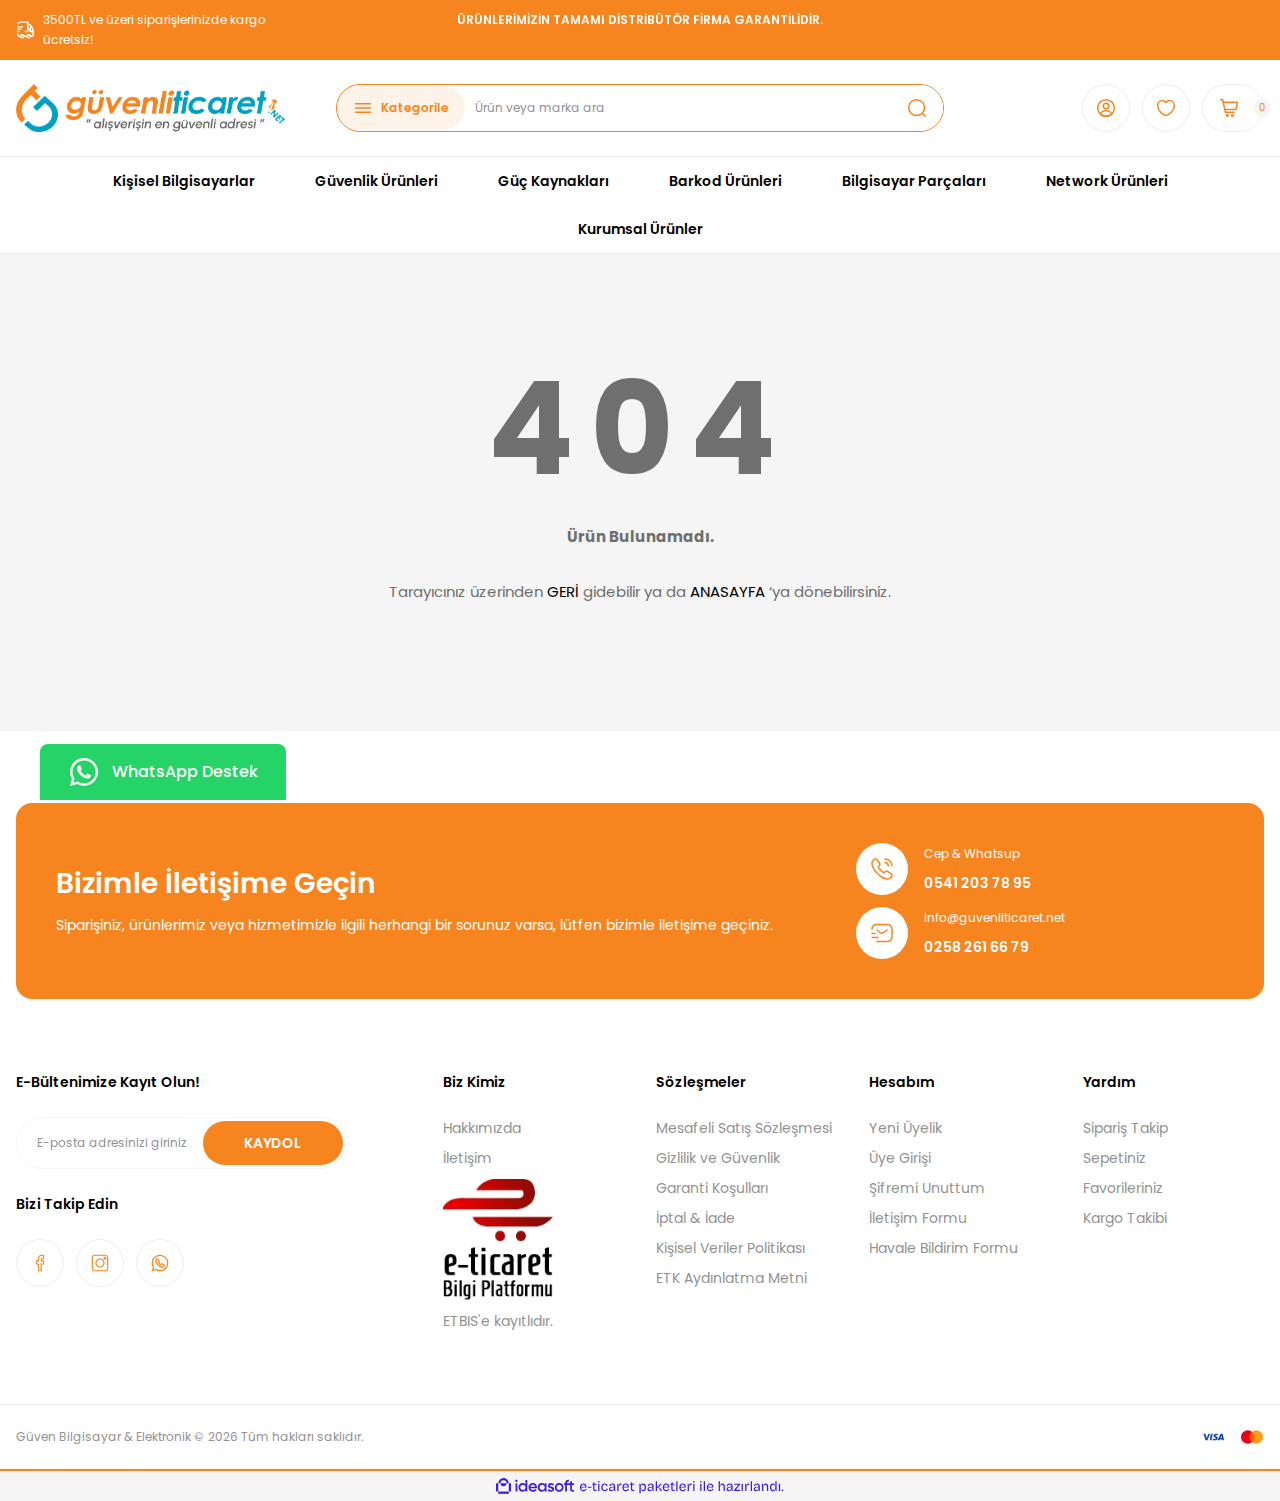 3500TL ve üzeri siparişlerinizde kargo
ücretsiz!
ÜRÜNLERİMİZİN TAMAMI DİSTRİBÜTÖR FİRMA GARANTİLİDİR.
güvenliticaret.NET
" alışverişin en güvenli adresi "
Kategorile
Ürün veya marka ara
0
Kişisel Bilgisayarlar
Güvenlik Ürünleri
Güç Kaynakları
Barkod Ürünleri
Bilgisayar Parçaları
Network Ürünleri
Kurumsal Ürünler
404
Ürün Bulunamadı.
Tarayıcınız üzerinden GERİ gidebilir ya da ANASAYFA 'ya dönebilirsiniz.
WhatsApp Destek
Bizimle İletişime Geçin
Siparişiniz, ürünlerimiz veya hizmetimizle ilgili herhangi bir sorunuz varsa, lütfen bizimle iletişime geçiniz.
Cep & Whatsup
0541 203 78 95
info@guvenliticaret.net
0258 261 66 79
E-Bültenimize Kayıt Olun!
E-posta adresinizi giriniz
KAYDOL
Bizi Takip Edin
Biz Kimiz
Hakkımızda
İletişim
e-ticaret
Bilgi Platformu
ETBIS'e kayıtlıdır.
Sözleşmeler
Mesafeli Satış Sözleşmesi
Gizlilik ve Güvenlik
Garanti Koşulları
İptal & İade
Kişisel Veriler Politikası
ETK Aydınlatma Metni
Hesabım
Yeni Üyelik
Üye Girişi
Şifremi Unuttum
İletişim Formu
Havale Bildirim Formu
Yardım
Sipariş Takip
Sepetiniz
Favorileriniz
Kargo Takibi
Güven Bilgisayar & Elektronik © 2026 Tüm hakları saklıdır.
VISA
ideasoft e-ticaret paketleri ile hazırlandı.